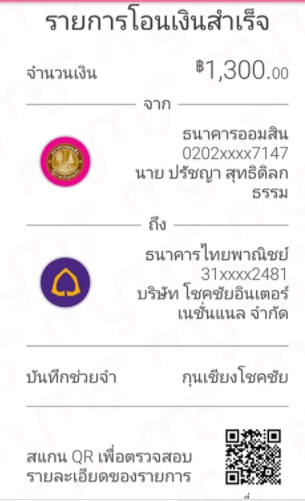 รายการโอนเงินสำเร็จ
จำนวนเงิน ฿1,300.00
จาก
ธนาคารออมสิน
0202xxxx7147
นาย ปรัชญา สุทธิดิลก
ธรรม
ถึง
ธนาคารไทยพาณิชย์
31xxxx2481
บริษัท โชคชัยอินเตอร์
เนชั่นแนล จำกัด
บันทึกช่วยจำ กุนเชียงโชคชัย
สแกน QR เพื่อตรวจสอบ
รายละเอียดของรายการ